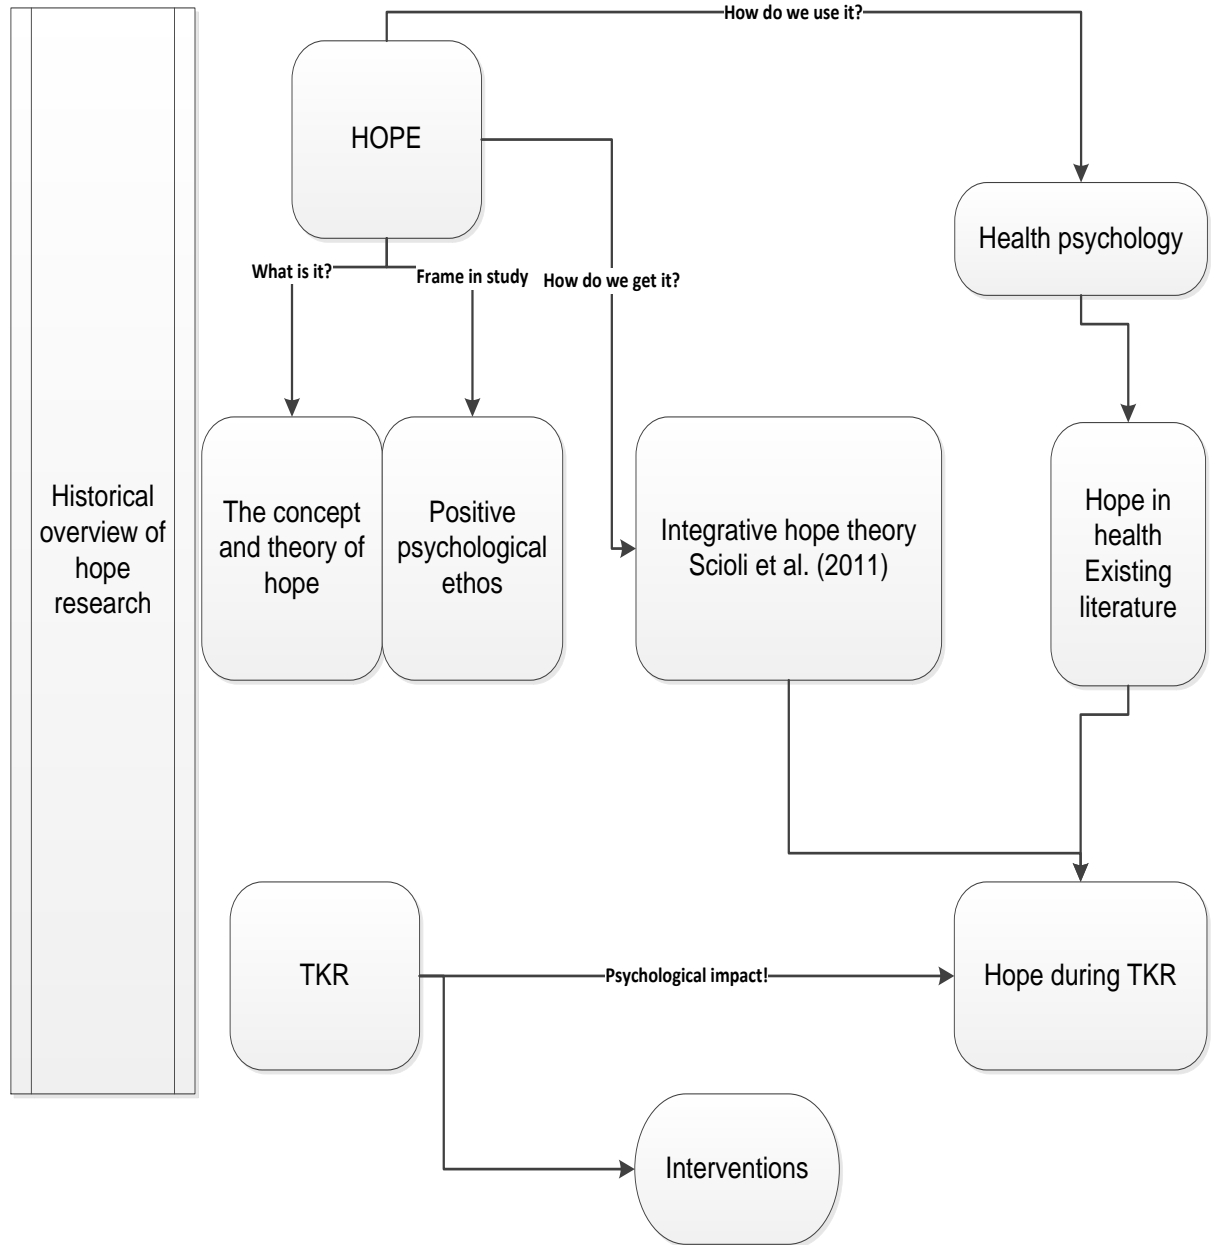 How do we use it?
HOPE
Health psychology
What is it?
Frame in study
How do we get it?
Historical
overview of
hope
research
The concept
and theory of
hope
Positive
psychological
ethos
Integrative hope theory
Scioli et al. (2011)
Hope in
health
Existing
literature
TKR
Psychological impact!
Hope during TKR
Interventions